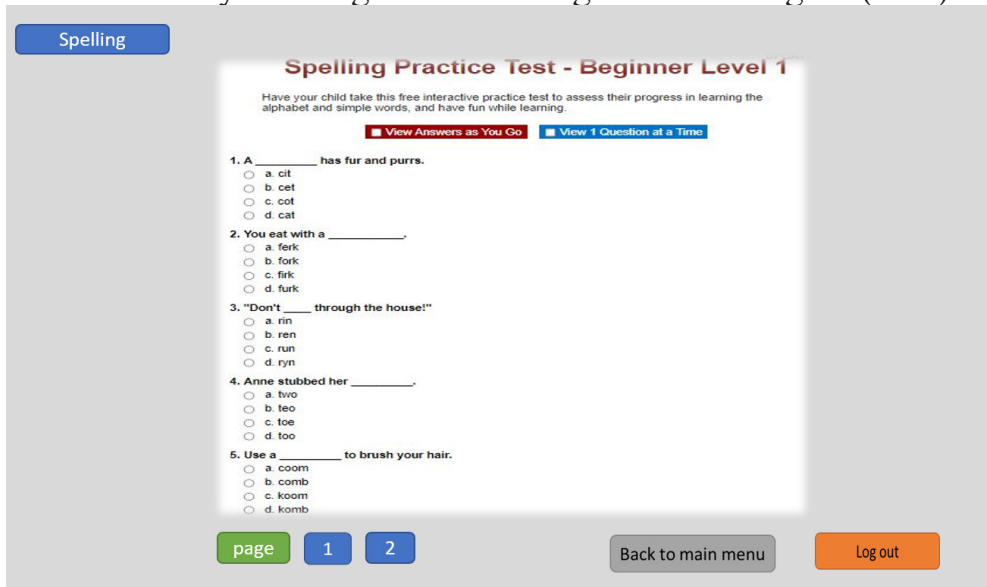 Spelling
Spelling Practice Test - Beginner Level 1
Have your child take this free interactive practice test to assess their progress in learning the
alphabet and simple words, and have fun while learning.
View Answers as You Go View 1 Question at a Time
1. A _________ has fur and purrs.
a. cit
b. cet
c. cot
d. cat
2. You eat with a ___________.
a. ferk
b. fork
c. firk
d. furk
3. "Don't ____ through the house!"
a. rin
b. ren
c. run
d. ryn
4. Anne stubbed her _________.
a. two
b. teo
c. toe
d. too
5. Use a _________ to brush your hair.
a. coom
b. comb
c. koom
d. komb
page 1 2 Back to main menu Log out